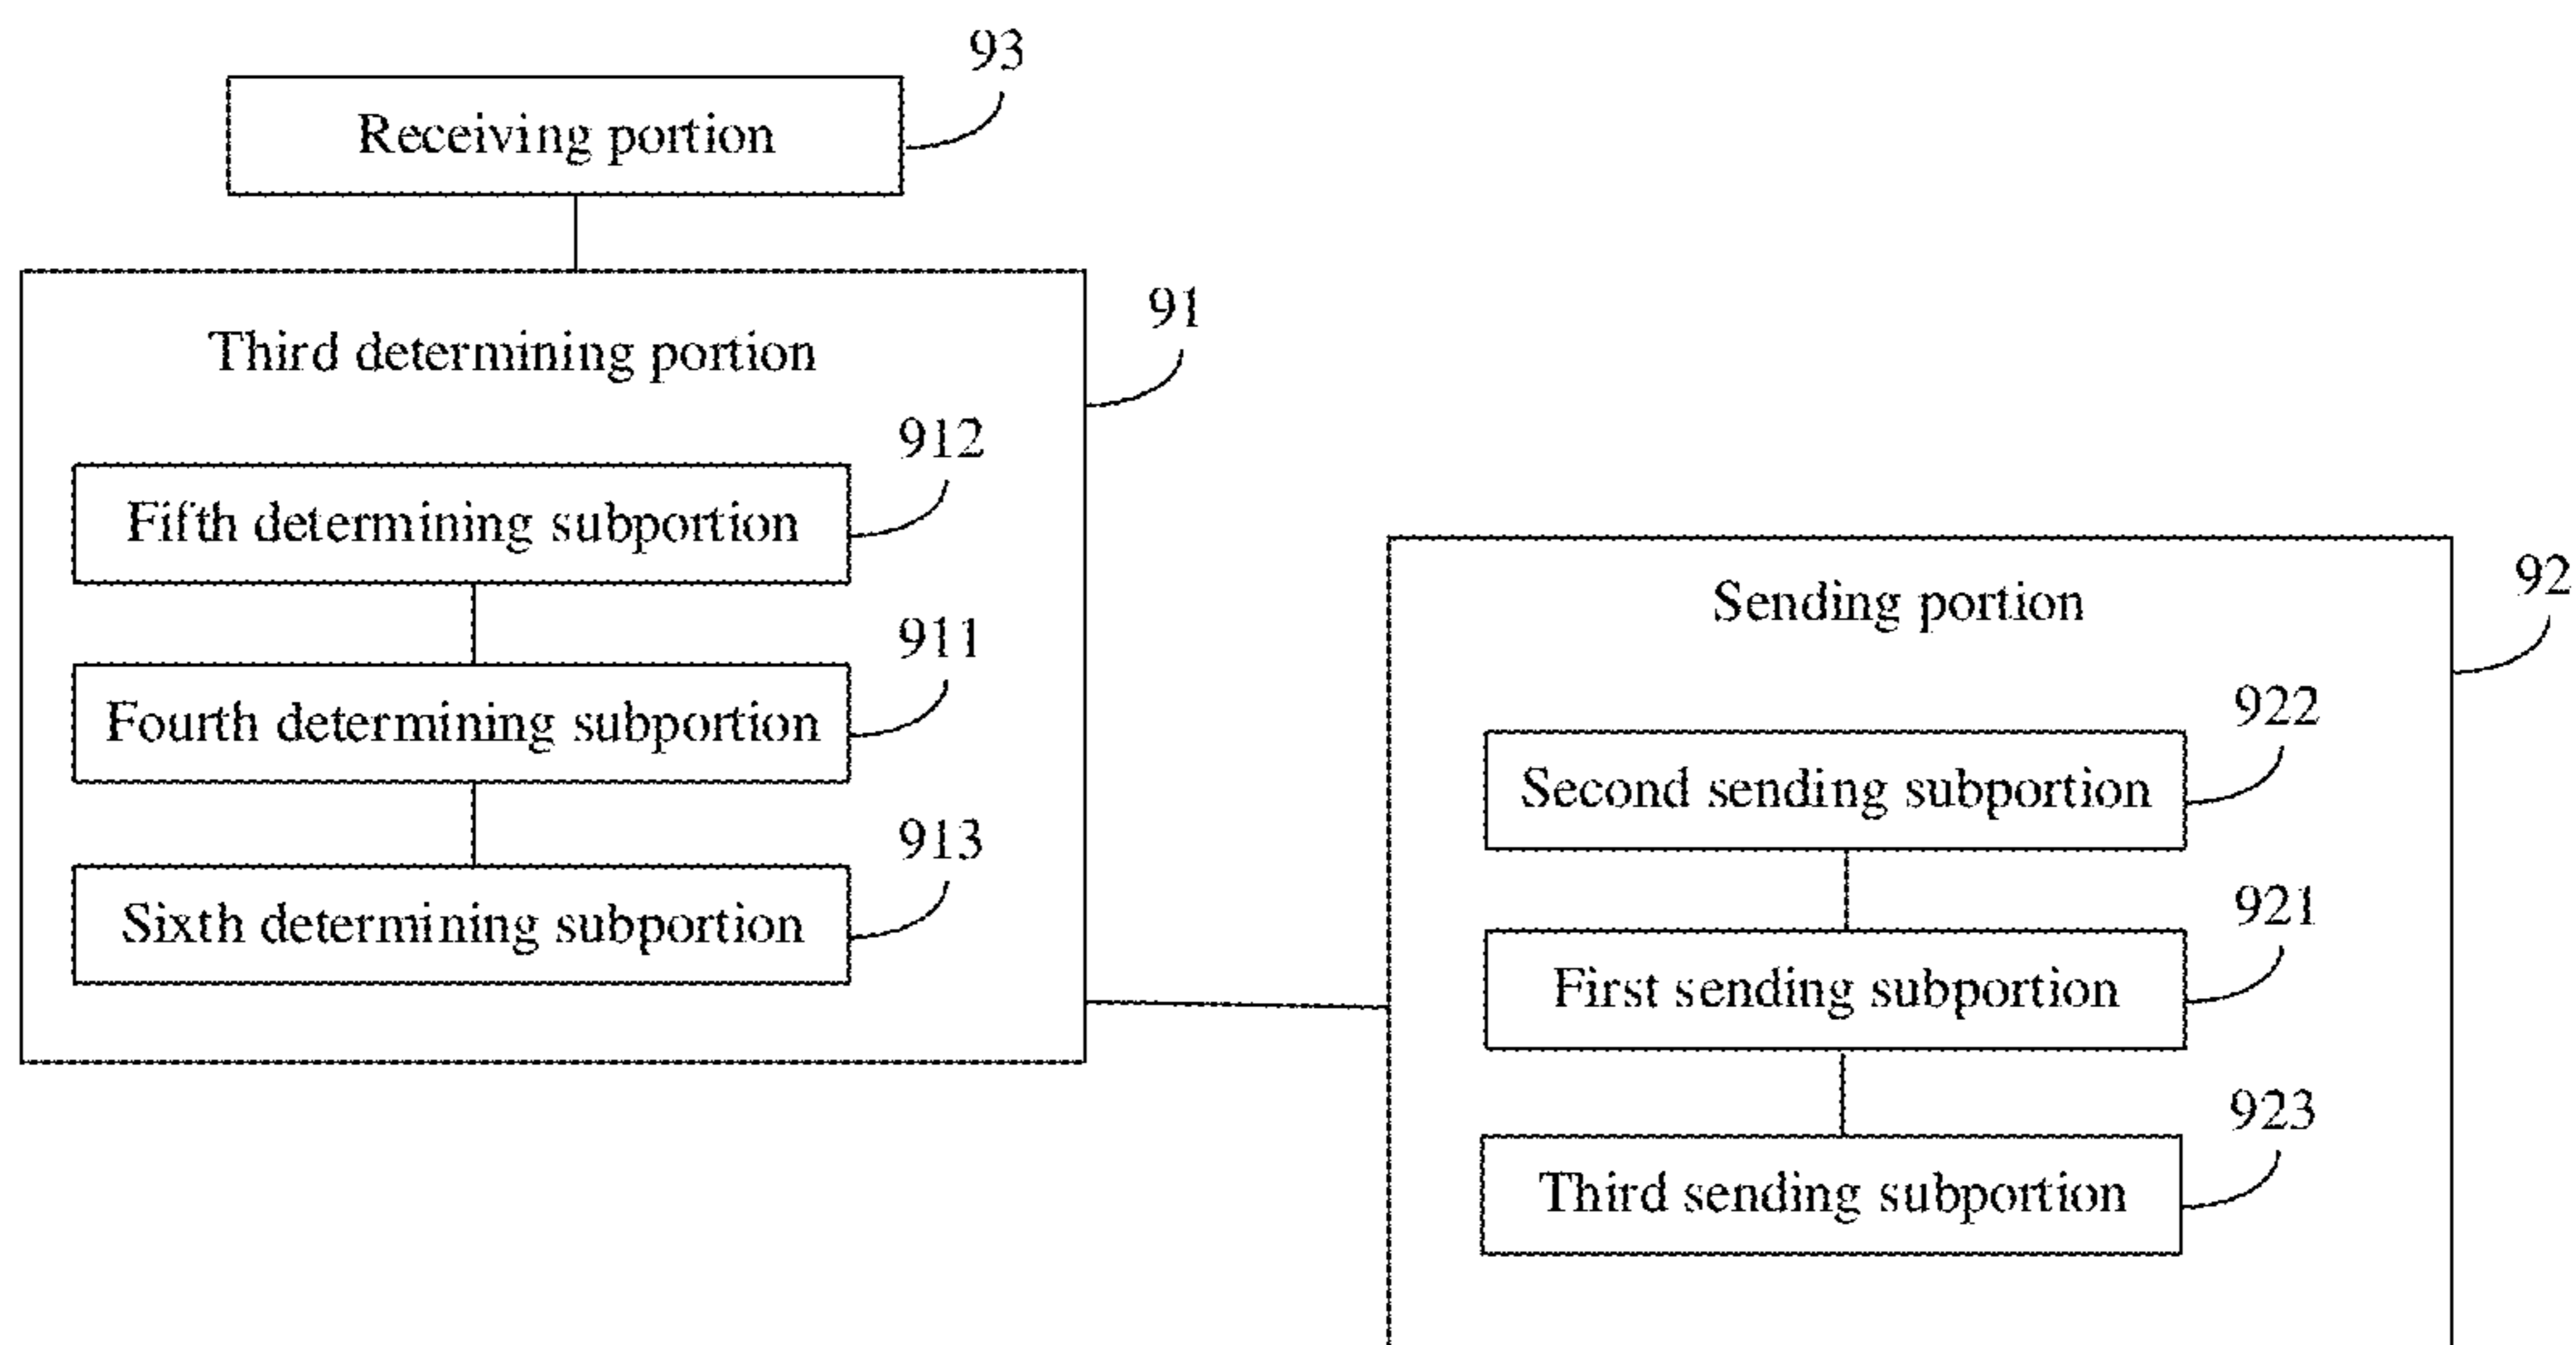 93
Receiving portion
91
Third determining portion
912
Fifth determining subportion
911
Fourth determining subportion
913
Sixth determining subportion
92
Sending portion
922
Second sending subportion
921
First sending subportion
923
Third sending subportion